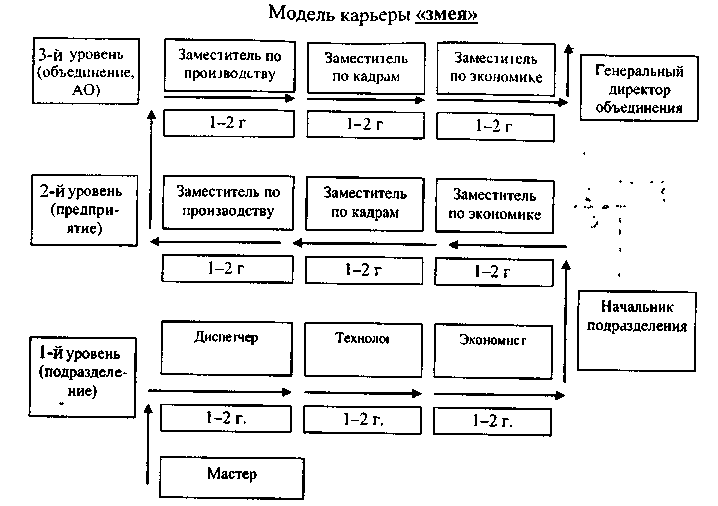 Модель карьеры «змея»
3-й уровень
(объединение,
АО)
Заместитель по
производству
Заместитель
по кадрам
Заместитель
по экономике
Генеральный
директор
объединения
1–2 г
1–2 г
1–2 г
2-й уровень
(предпри-
ятие)
Заместитель по
производству
Заместитель
по кадрам
Заместитель
по экономике
1–2 г
1–2 г
1–2 г
Начальник
подразделения
1-й уровень
(подразделе-
ние)
Диспетчер
Технолог
Экономист
1–2 г.
1–2 г.
1–2 г.
Мастер